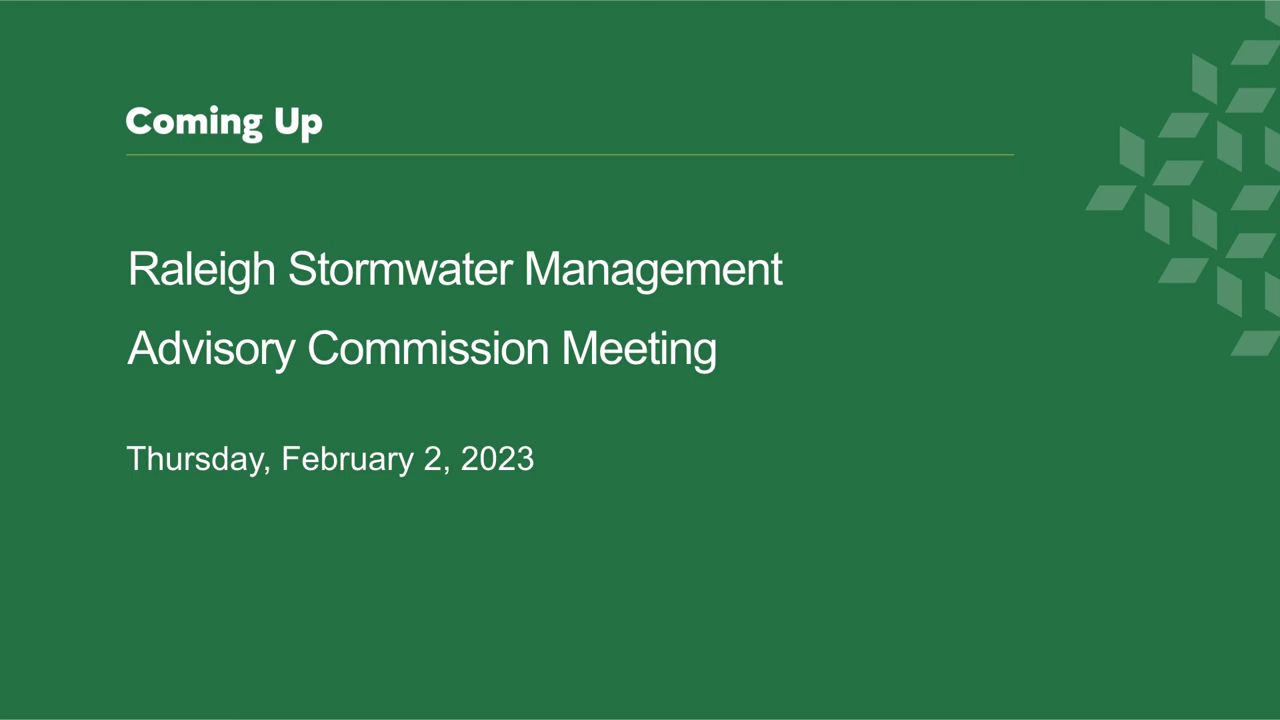 Coming Up
Raleigh Stormwater Management
Advisory Commission Meeting
Thursday, February 2, 2023